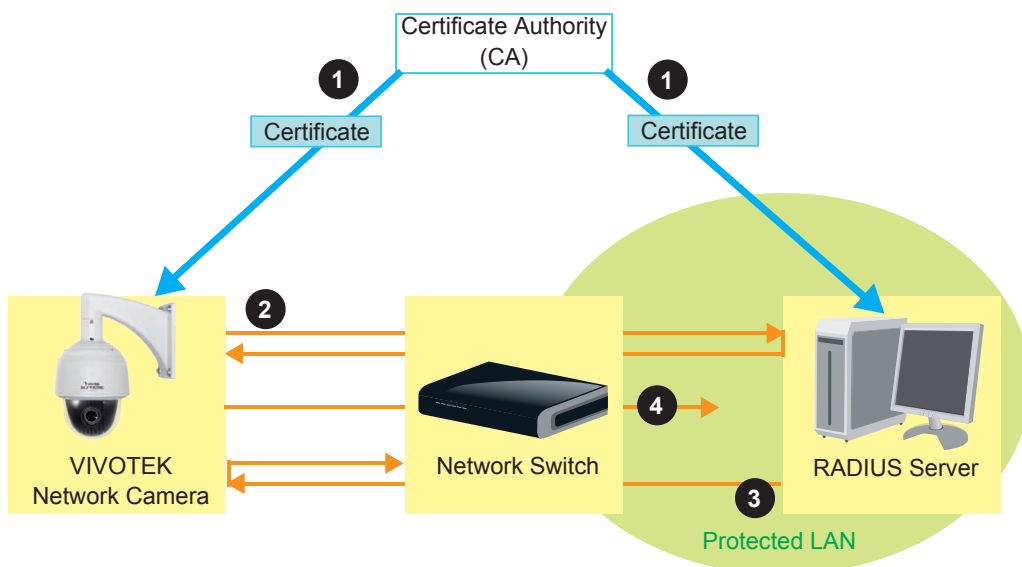 Certificate Authority
(CA)
1
1
Certificate
Certificate
2
4
VIVOTEK
Network Camera
Network Switch
RADIUS Server
3
Protected LAN